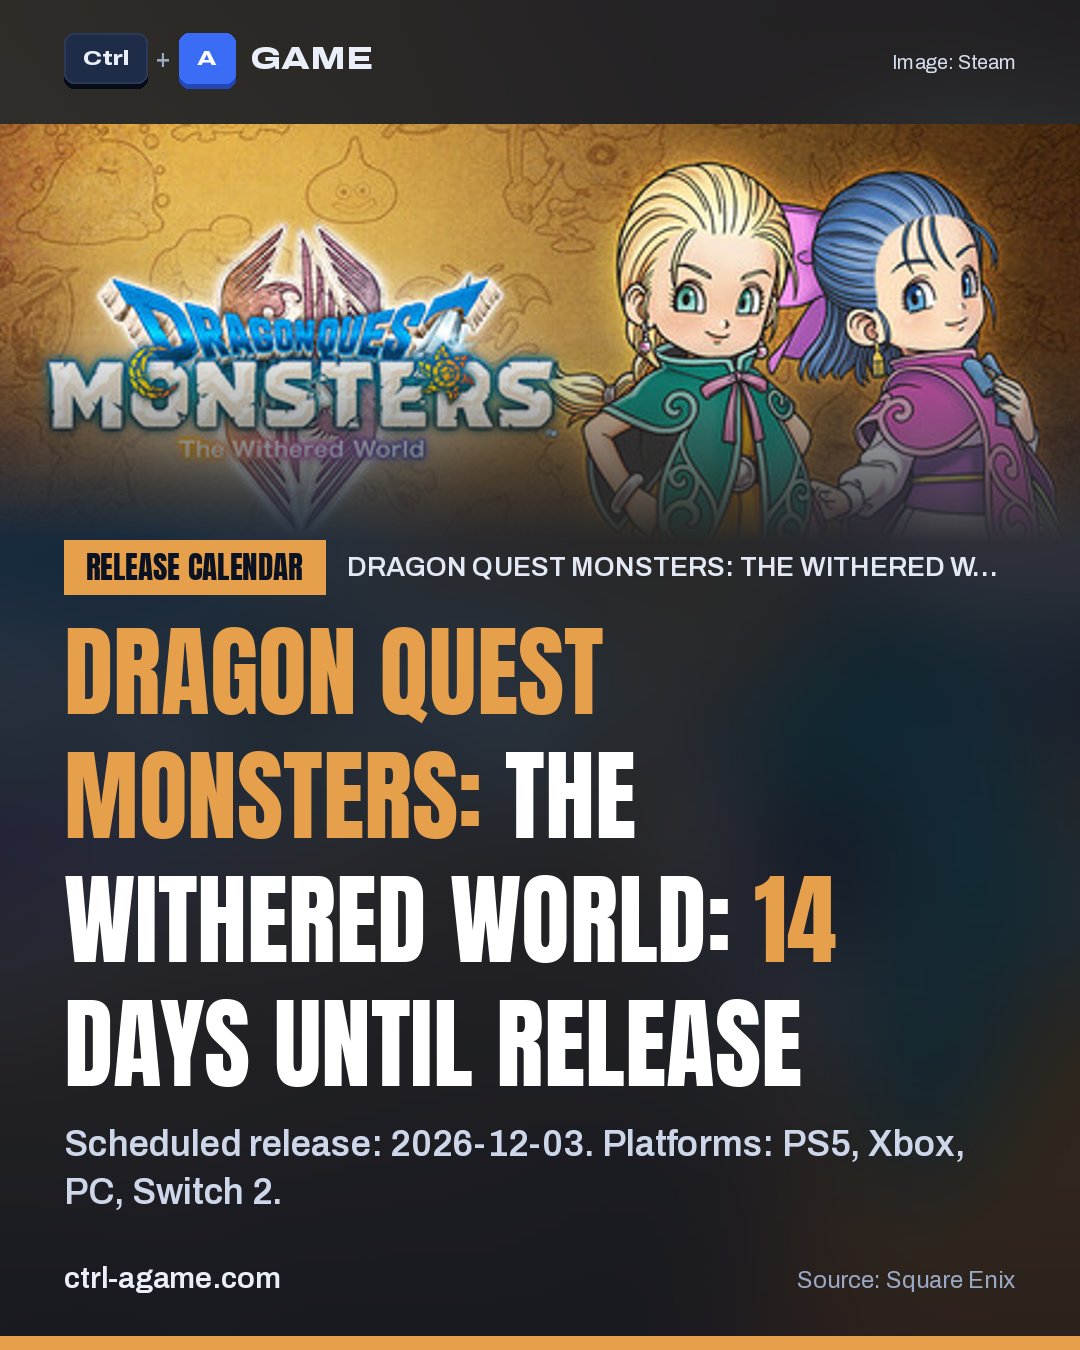 Ctrl + A GAME
Image: Steam
DRAGON QUEST
MONSTERS
The Withered World
RELEASE CALENDAR
DRAGON QUEST MONSTERS: THE WITHERED W...
DRAGON QUEST
MONSTERS: THE
WITHERED WORLD: 14
DAYS UNTIL RELEASE
Scheduled release: 2026-12-03. Platforms: PS5, Xbox,
PC, Switch 2.
ctrl-agame.com
Source: Square Enix